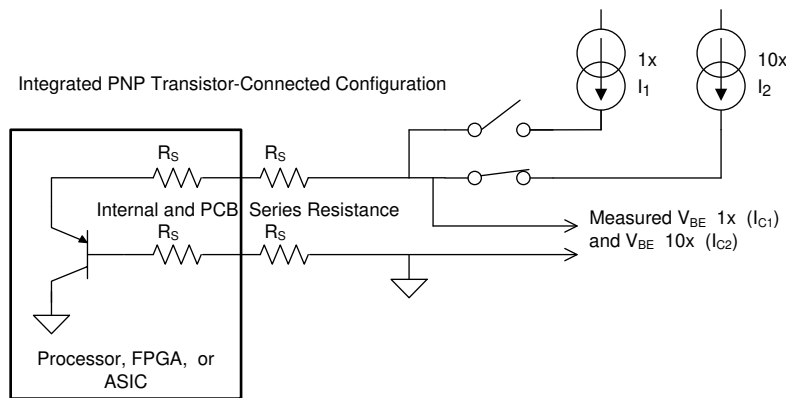 1x
I1
10x
I2
Integrated PNP Transistor-Connected Configuration
RS
RS
Internal and PCB Series Resistance
RS
RS
Measured VBE 1x (IC1)
and VBE 10x (IC2)
Processor, FPGA, or
ASIC